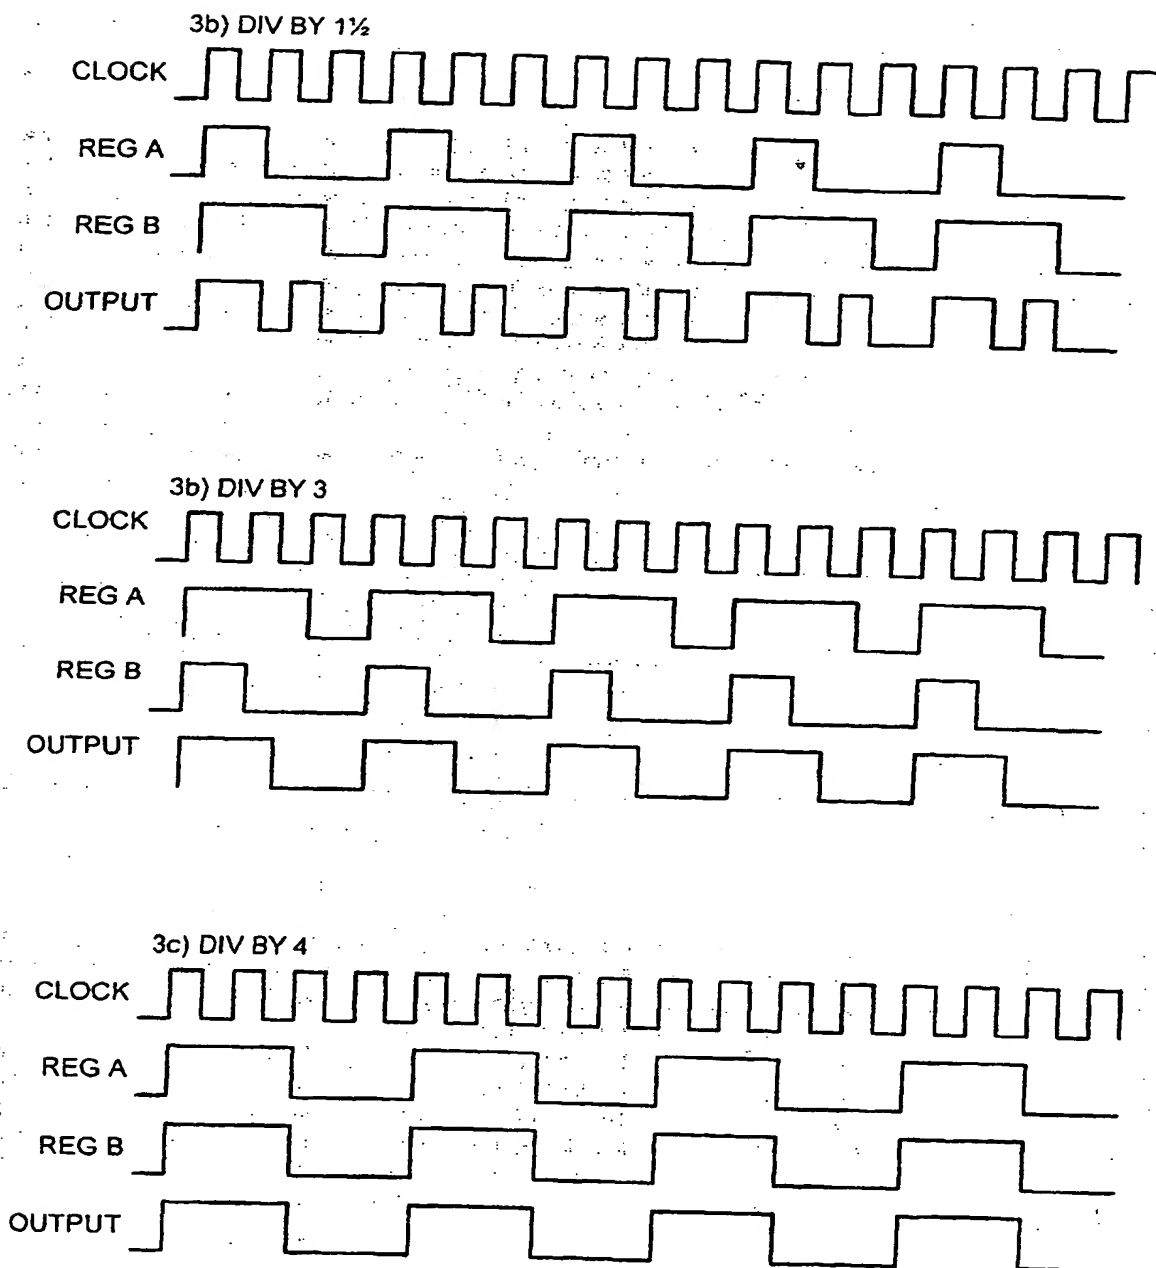 3b) DIV BY 1½
CLOCK
REG A
REG B
OUTPUT
3b) DIV BY 3
CLOCK
REG A
REG B
OUTPUT
3c) DIV BY 4
CLOCK
REG A
REG B
OUTPUT